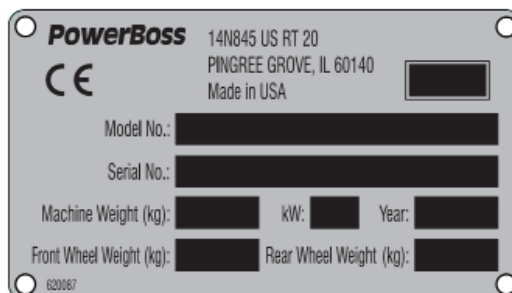 PowerBoss
14N845 US RT 20
PINGREE GROVE, IL 60140
CE
Made in USA
Model No.:
Serial No.:
Machine Weight (kg): kW: Year:
Front Wheel Weight (kg): Rear Wheel Weight (kg):
620087